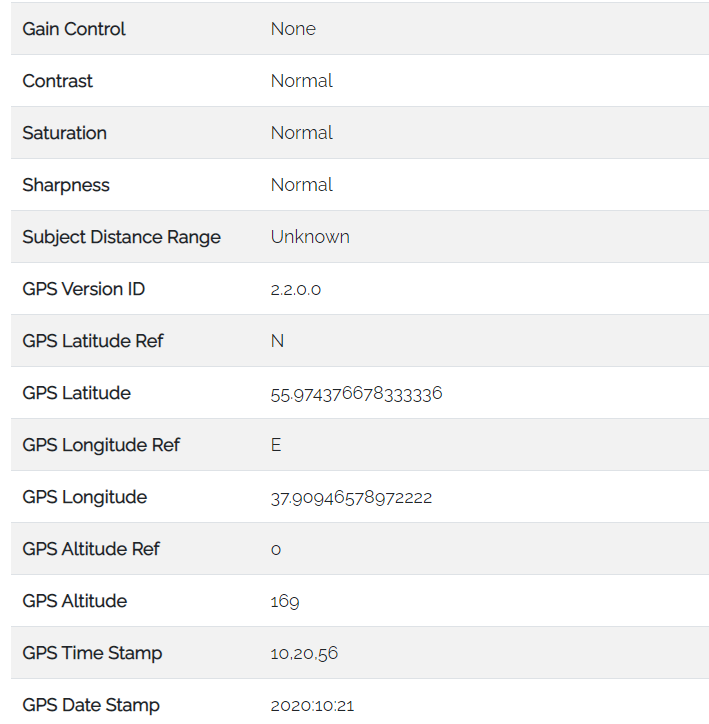 Gain Control None
Contrast Normal
Saturation Normal
Sharpness Normal
Subject Distance Range Unknown
GPS Version ID 2.2.0.0
GPS Latitude Ref N
GPS Latitude 55.974376678333336
GPS Longitude Ref E
GPS Longitude 37.90946578972222
GPS Altitude Ref 0
GPS Altitude 169
GPS Time Stamp 10,20,56
GPS Date Stamp 2020:10:21